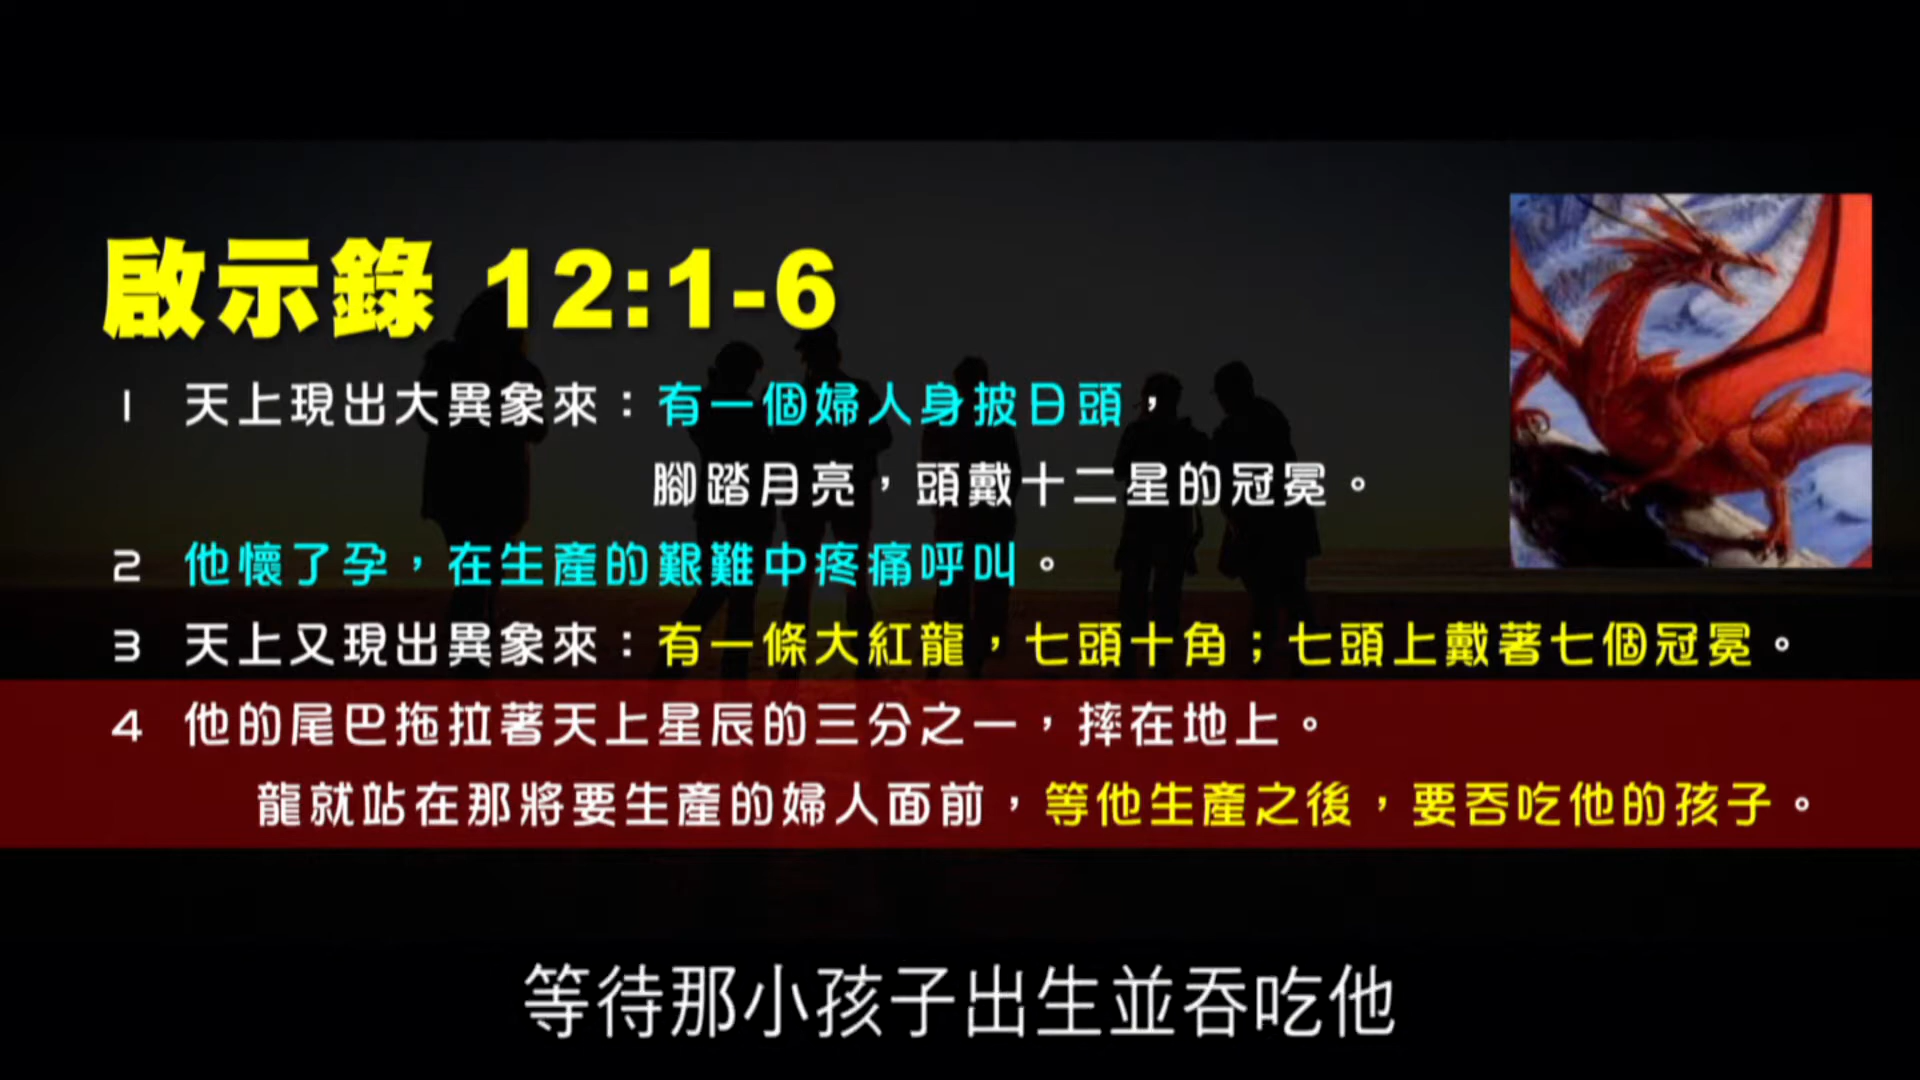 啟示錄 12:1-6
1 天上現出大異象來：有一個婦人身披日頭，
腳踏月亮，頭戴十二星的冠冕。
2 他懷了孕，在生產的艱難中疼痛呼叫。
3 天上又現出異象來：有一條大紅龍，七頭十角；七頭上戴著七個冠冕。
4 他的尾巴拖拉著天上星辰的三分之一，摔在地上。
龍就站在那將要生產的婦人面前，等他生產之後，要吞吃他的孩子。
等待那小孩子出生並吞吃他